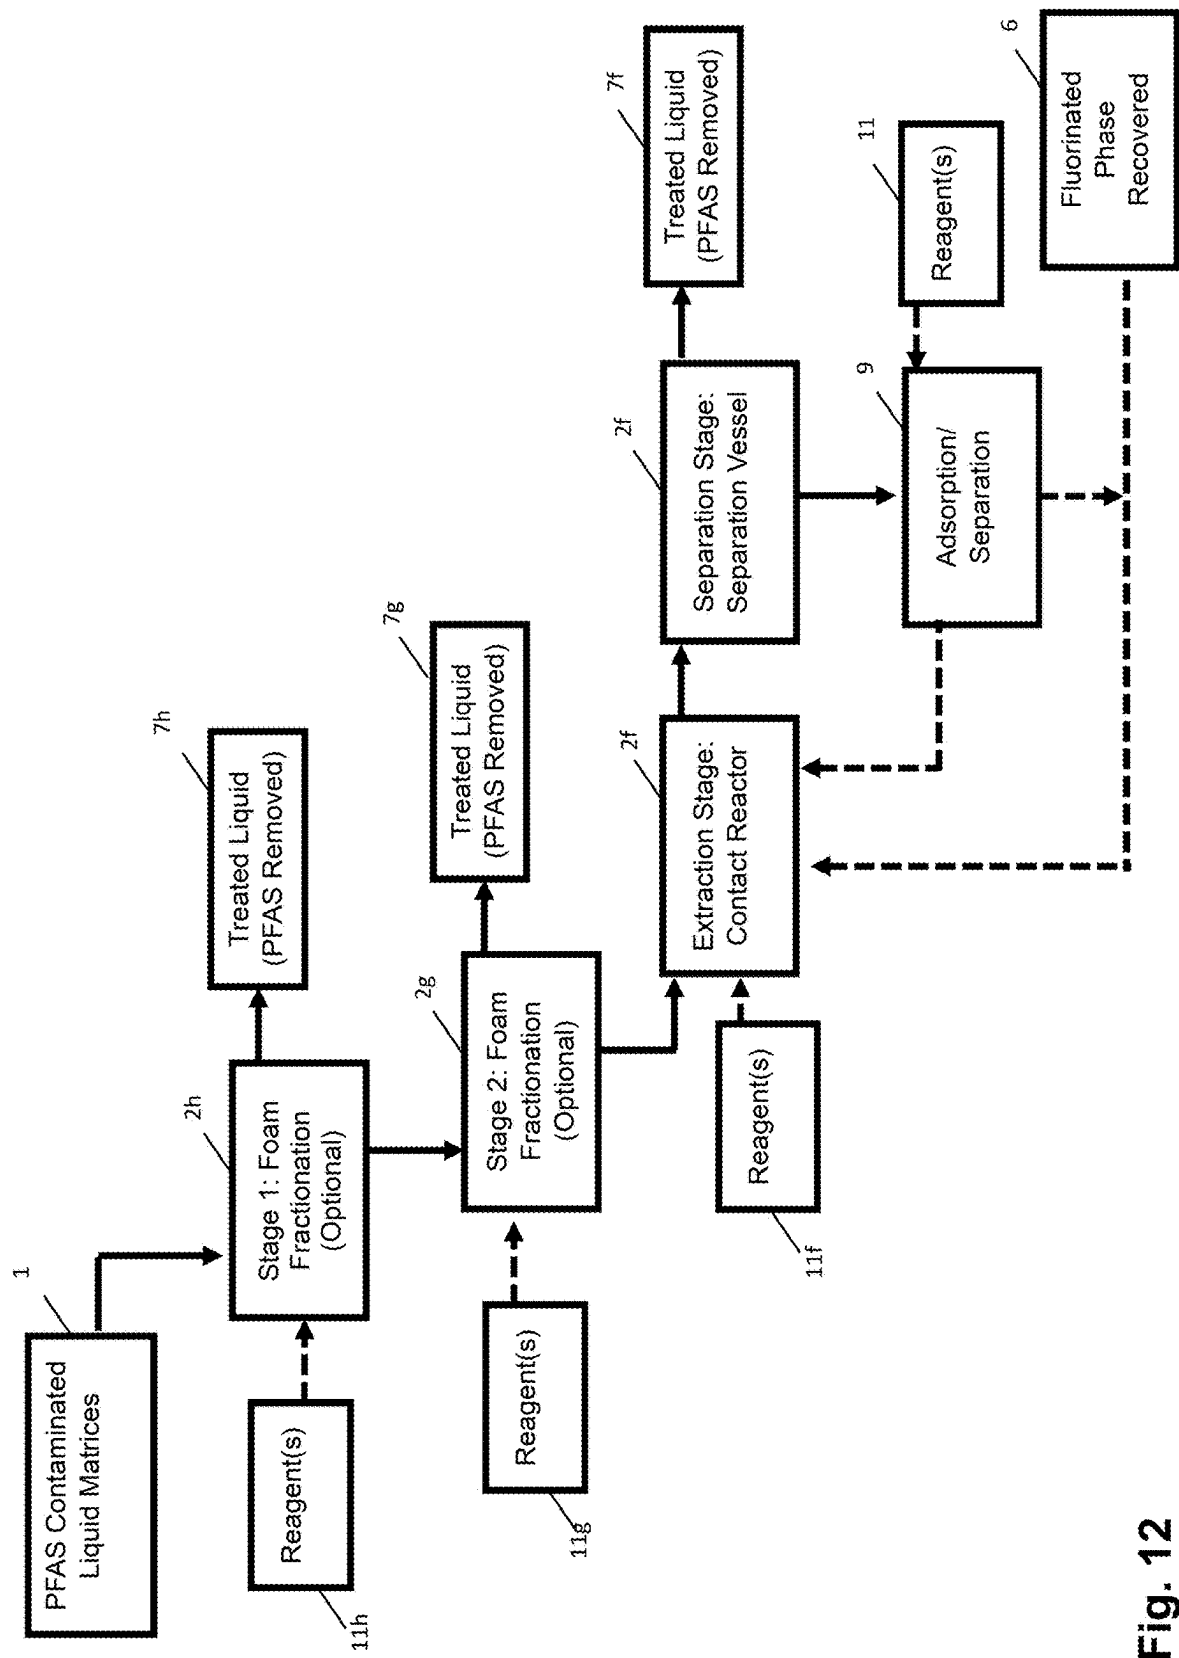 1
PFAS Contaminated
Liquid Matrices
2h
Stage 1: Foam
Fractionation
(Optional)
7h
Treated Liquid
(PFAS Removed)
Reagent(s)
11h
2g
Stage 2: Foam
Fractionation
(Optional)
7g
Treated Liquid
(PFAS Removed)
Reagent(s)
11g
2f
Extraction Stage:
Contact Reactor
2f
Separation Stage:
Separation Vessel
7f
Treated Liquid
(PFAS Removed)
Reagent(s)
11f
9
Adsorption/
Separation
11
Reagent(s)
6
Fluorinated
Phase
Recovered
Fig. 12